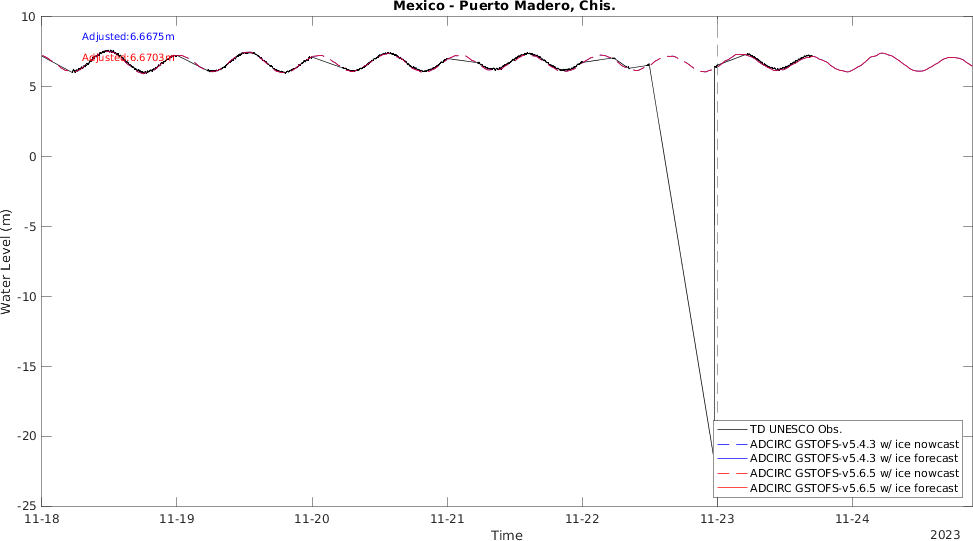 Mexico - Puerto Madero, Chis.
10
5
0
-5
-10
-15
-20
-25
Water Level (m)
Adjusted:6.6675m
Adjusted:6.6703m
TD UNESCO Obs.
ADCIRC GSTOFS-v5.4.3 w/ ice nowcast
ADCIRC GSTOFS-v5.4.3 w/ ice forecast
ADCIRC GSTOFS-v5.6.5 w/ ice nowcast
ADCIRC GSTOFS-v5.6.5 w/ ice forecast
11-18 11-19 11-20 11-21 11-22 11-23 11-24
Time
2023